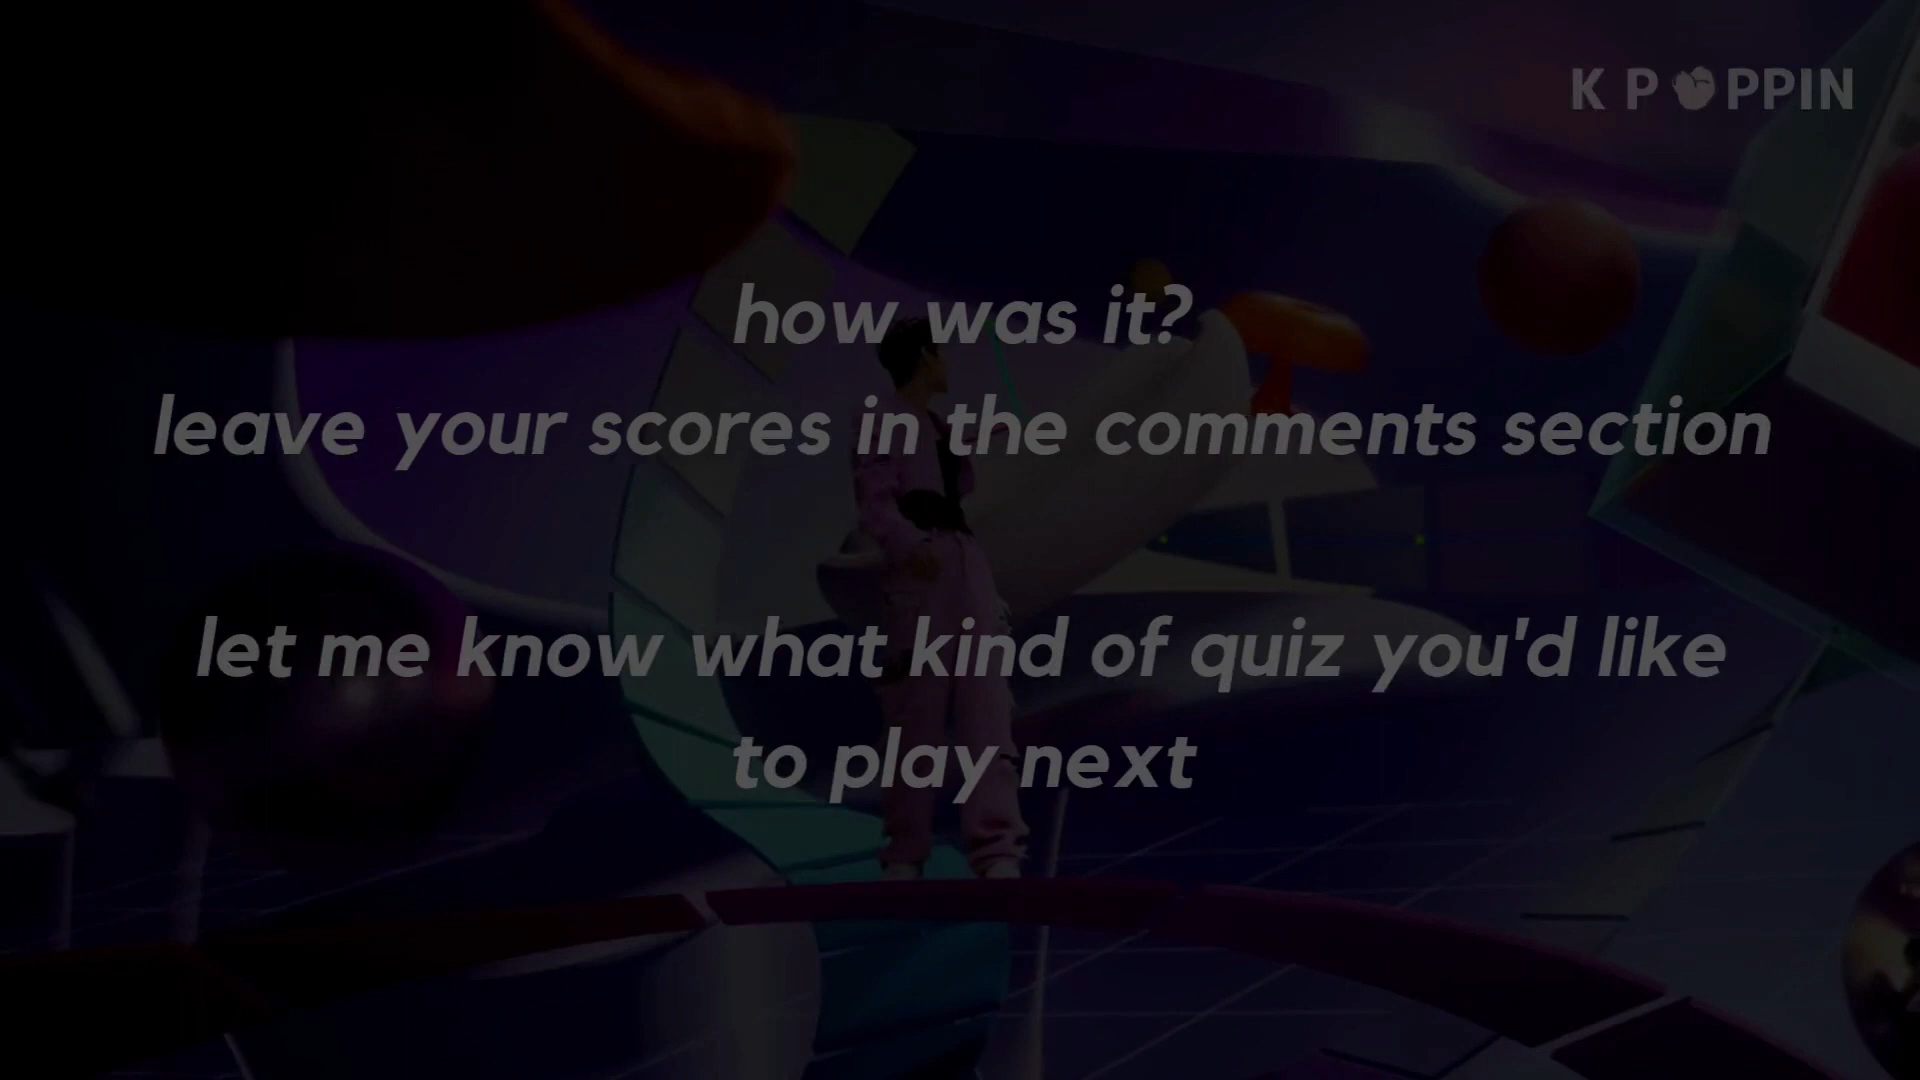 K POPPIN
how was it?
leave your scores in the comments section
let me know what kind of quiz you'd like
to play next